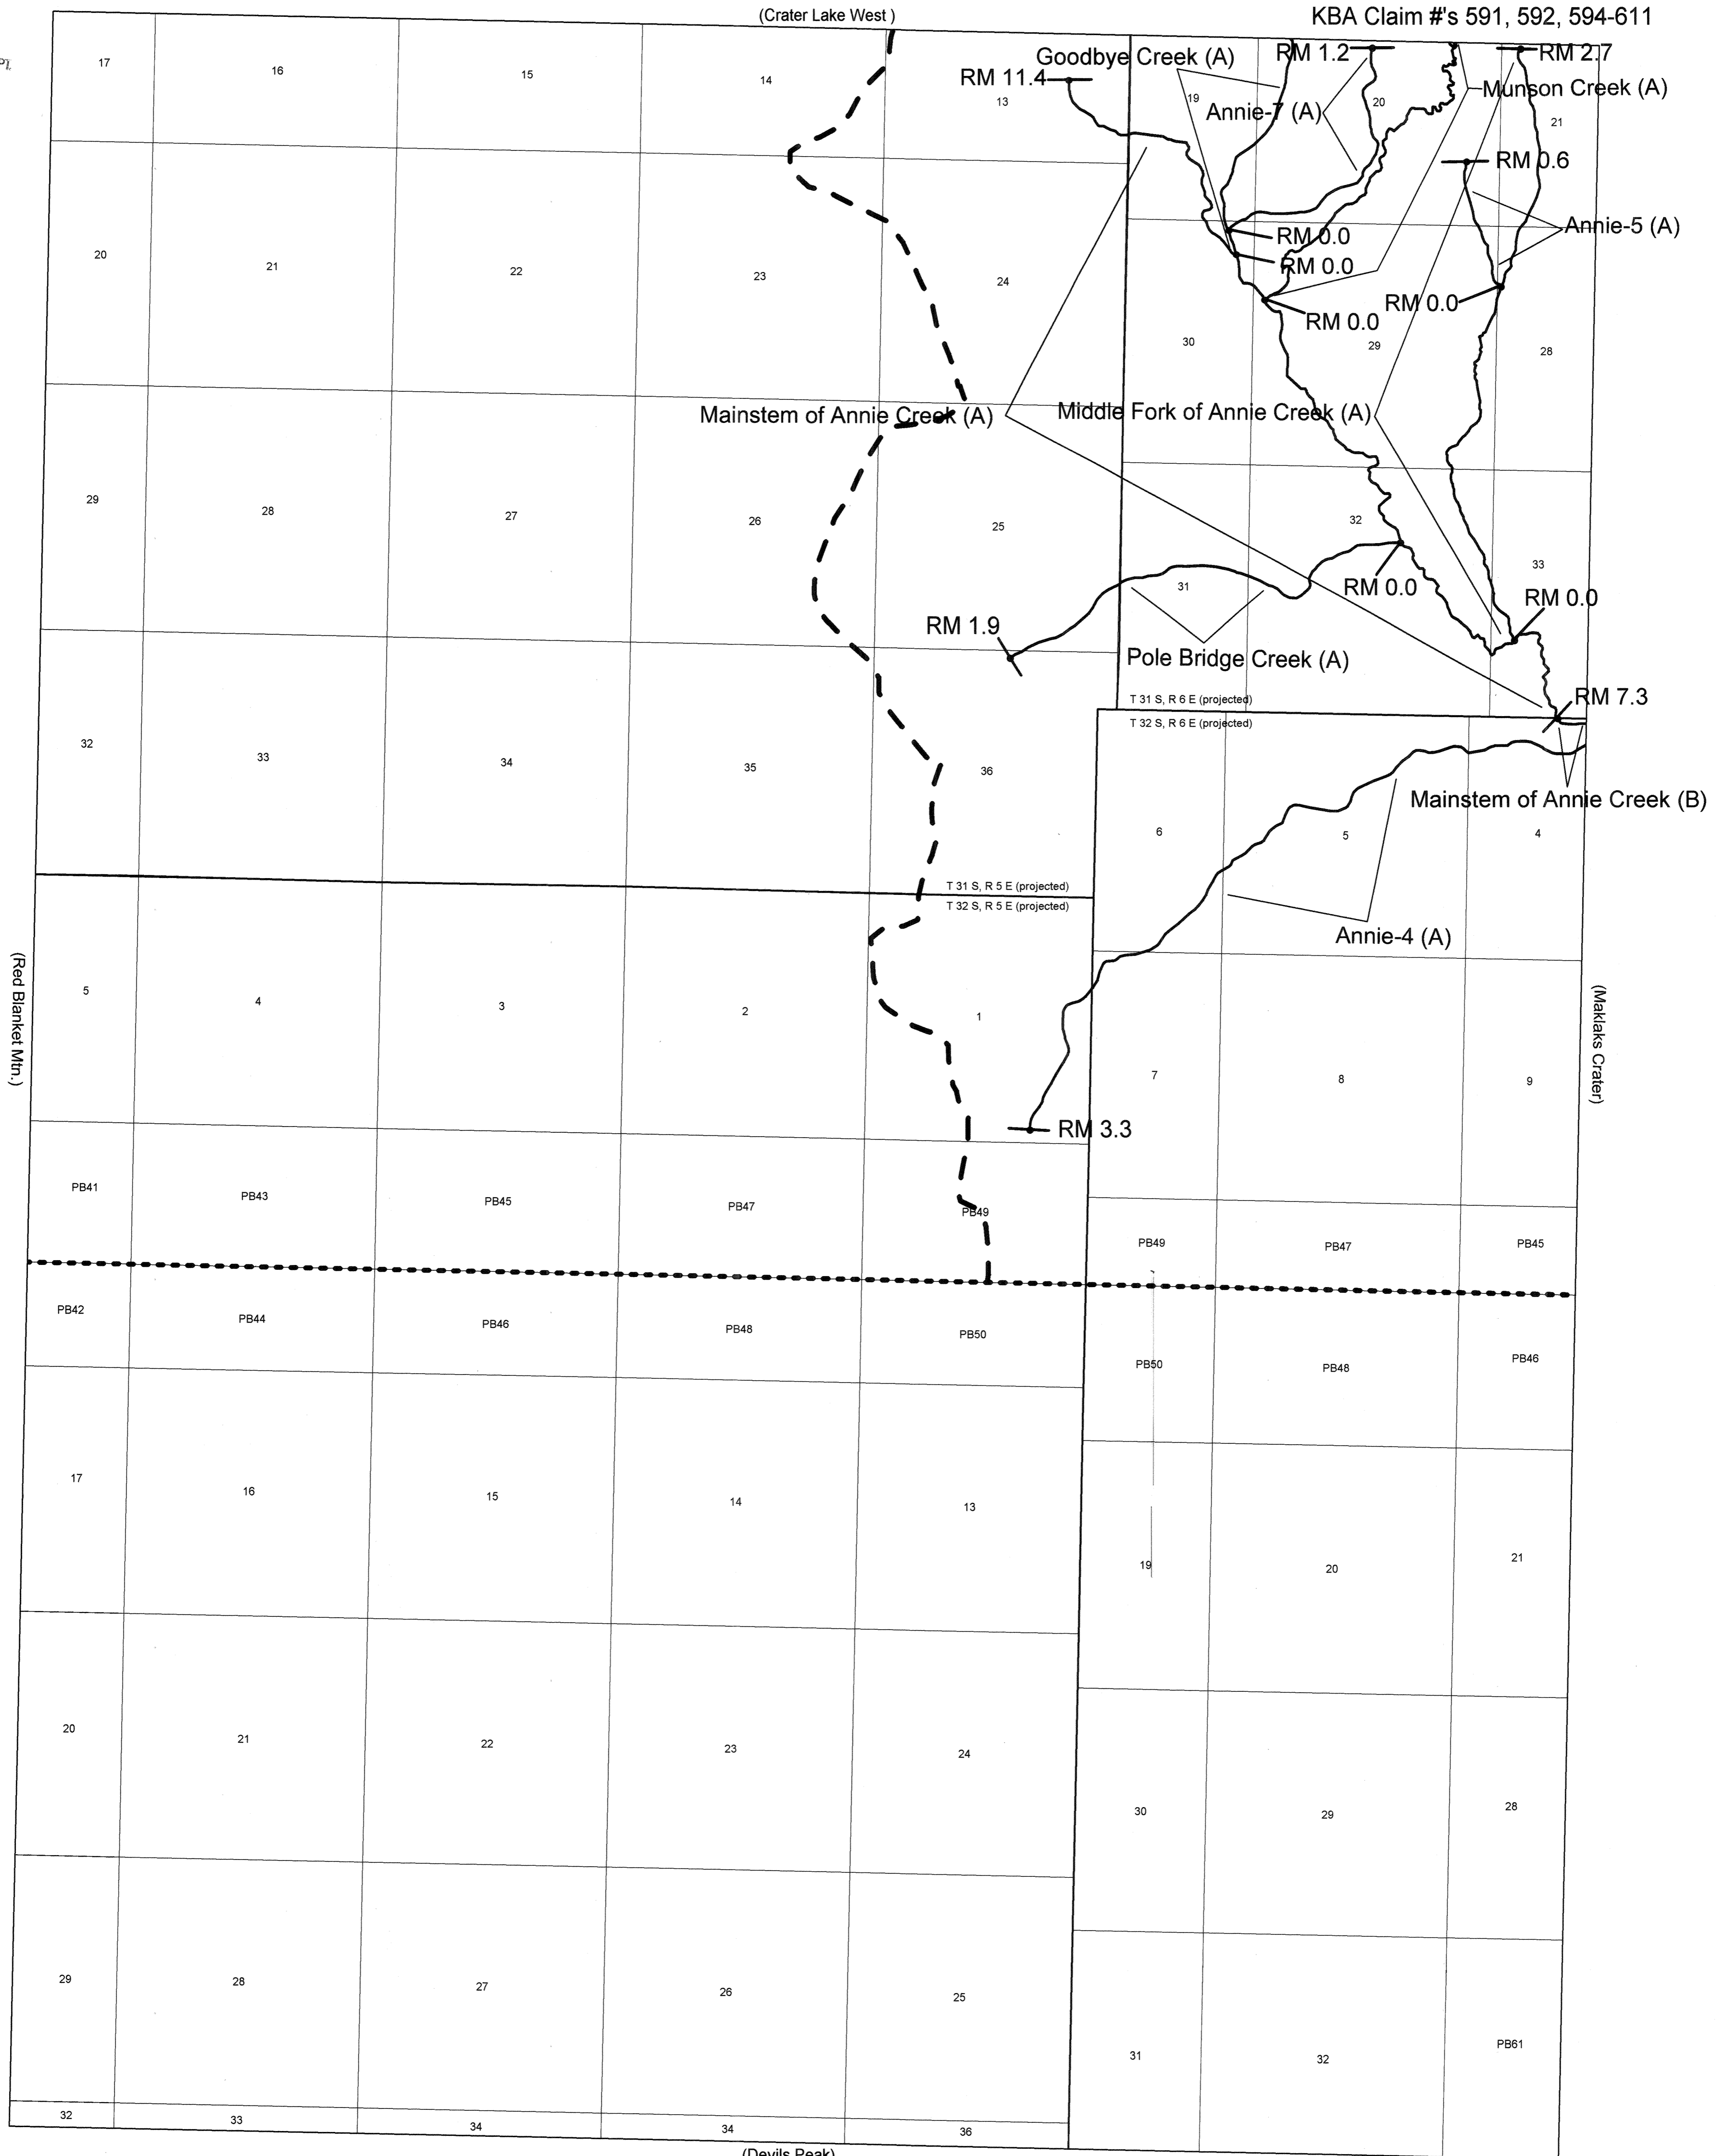 (Crater Lake West )
KBA Claim #'s 591, 592, 594-611
17
16
15
14
13
Goodbye Creek (A)
RM 11.4
RM 1.2
RM 2.7
19
Annie-7 (A)
20
Munson Creek (A)
21
RM 0.6
Annie-5 (A)
RM 0.0
RM 0.0
RM 0.0
RM 0.0
20
21
22
23
24
30
29
28
Mainstem of Annie Creek (A)
Middle Fork of Annie Creek (A)
29
28
27
26
25
32
31
33
RM 0.0
RM 0.0
RM 1.9
Pole Bridge Creek (A)
T 31 S, R 6 E (projected)
T 32 S, R 6 E (projected)
RM 7.3
32
33
34
35
36
Mainstem of Annie Creek (B)
6
5
4
T 31 S, R 5 E (projected)
T 32 S, R 5 E (projected)
Annie-4 (A)
(Red Blanket Mtn.)
(Maklaks Crater)
5
4
3
2
1
7
8
9
RM 3.3
PB41
PB43
PB45
PB47
PB49
PB49
PB47
PB45
PB42
PB44
PB46
PB48
PB50
PB50
PB48
PB46
17
16
15
14
13
19
20
21
20
21
22
23
24
30
29
28
29
28
27
26
25
31
32
PB61
32
33
34
34
36
(Devils Peak)